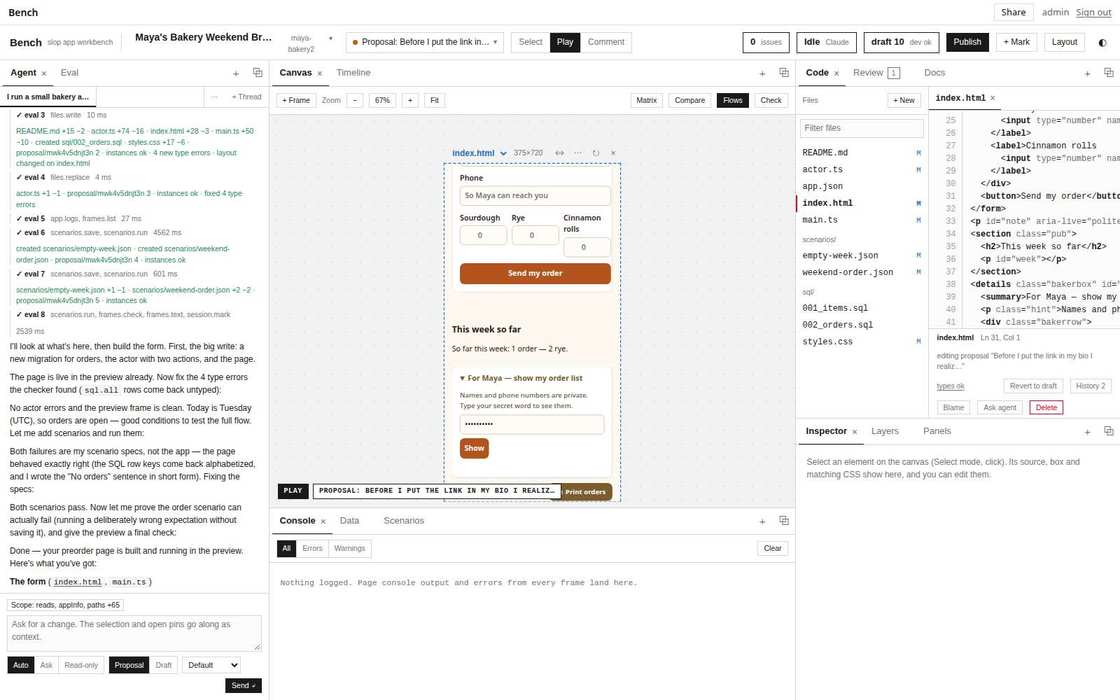 Bench
Share admin Sign out
Bench slop app workbench
Maya's Bakery Weekend Br…
maya-bakery2
Proposal: Before I put the link in…
Select Play Comment
0 issues
Idle Claude
draft 10 dev ok
Publish
+ Mark
Layout
Agent × Eval
I run a small bakery a…
+ Thread
✓ eval 3 files.write 10 ms
README.md +15 −2 · actor.ts +74 −16 · index.html +28 −3 · main.ts +50
−10 · created sql/002_orders.sql · styles.css +17 −6 ·
proposal/mwk4v5dnjt3n 2 · instances ok · 4 new type errors · layout
changed on index.html
✓ eval 4 files.replace 4 ms
actor.ts +1 −1 · proposal/mwk4v5dnjt3n 3 · instances ok · fixed 4 type
errors
✓ eval 5 app.logs, frames.list 27 ms
✓ eval 6 scenarios.save, scenarios.run 4562 ms
created scenarios/empty-week.json · created scenarios/weekend-
order.json · proposal/mwk4v5dnjt3n 4 · instances ok
✓ eval 7 scenarios.save, scenarios.run 601 ms
scenarios/empty-week.json +1 −1 · scenarios/weekend-order.json +2 −2 ·
proposal/mwk4v5dnjt3n 5 · instances ok
✓ eval 8 scenarios.run, frames.check, frames.text, session.mark
2539 ms
I'll look at what's here, then build the form. First, the big write: a
new migration for orders, the actor with two actions, and the page.
The page is live in the preview already. Now fix the 4 type errors
the checker found ( sql.all rows come back untyped):
No actor errors and the preview frame is clean. Today is Tuesday
(UTC), so orders are open — good conditions to test the full flow.
Let me add scenarios and run them:
Both failures are my scenario specs, not the app — the page
behaved exactly right (the SQL row keys come back alphabetized,
and I wrote the "No orders" sentence in short form). Fixing the
specs:
Both scenarios pass. Now let me prove the order scenario can
actually fail (running a deliberately wrong expectation without
saving it), and give the preview a final check:
Done — your preorder page is built and running in the preview.
Here's what you've got:
The form ( index.html , main.ts )
Scope: reads, appInfo, paths +65
Ask for a change. The selection and open pins go along as
context.
Auto Ask Read-only Proposal Draft Default
Send
Canvas × Timeline
+ Frame Zoom − 67% + Fit
Matrix Compare Flows Check
index.html 375×720
Phone
So Maya can reach you
Sourdough Rye Cinnamon
rolls
0 0 0
Send my order
This week so far
So far this week: 1 order — 2 rye.
▼ For Maya — show my order list
Names and phone numbers are private.
Type your secret word to see them.
••••••••••
Show
Print orders
PLAY PROPOSAL: BEFORE I PUT THE LINK IN MY BIO I REALIZ…
Console × Data Scenarios
All Errors Warnings Clear
Nothing logged. Page console output and errors from every frame land here.
Code × Review 1 Docs
Files + New
Filter files
README.md M
actor.ts M
app.json
index.html M
main.ts M
scenarios/
empty-week.json M
weekend-order.json M
sql/
001_items.sql
002_orders.sql M
styles.css M
index.html ×
25 <input type="number" nam
26 </label>
27 <label>Cinnamon rolls
28 <input type="number" nam
29 </label>
30 </div>
31 <button>Send my order</butto
32 </form>
33 <p id="note" aria-live="polite
34 <section class="pub">
35 <h2>This week so far</h2>
36 <p id="week"></p>
37 </section>
38 <details class="bakerbox" id="
39 <summary>For Maya — show my
40 <p class="hint">Names and ph
41 <div class="bakerrow">
index.html Ln 31, Col 1
editing proposal "Before I put the link in my bio I
realiz…"
types ok Revert to draft History 2
Blame Ask agent Delete
Inspector × Layers Panels
Select an element on the canvas (Select mode, click). Its source, box and
matching CSS show here, and you can edit them.